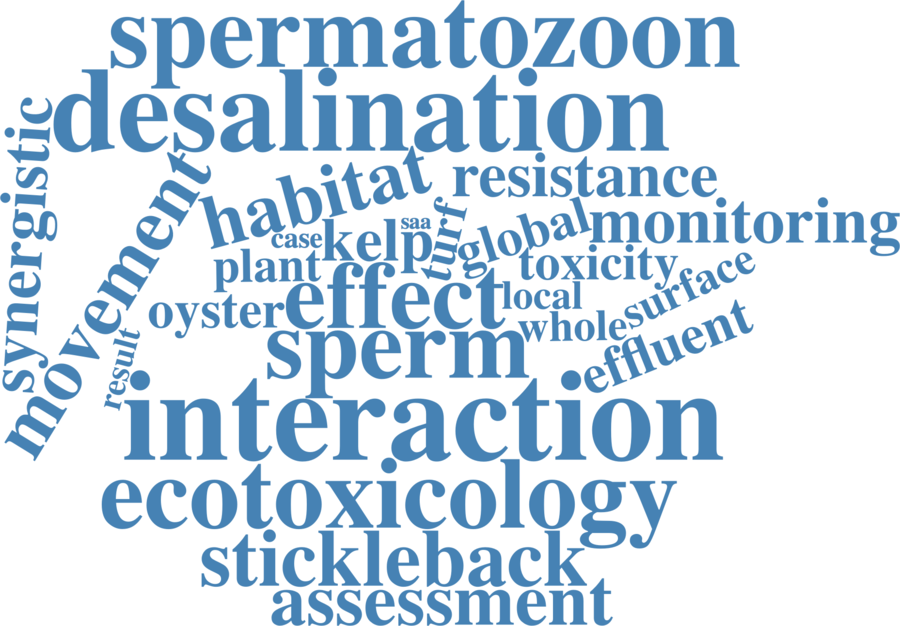 spermatozoon
desalination
synergistic
movement
habitat
resistance
case
kelp
saa
turf
global
monitoring
plant
toxicity
oyster
effect
local
surface
whole
result
sperm
effluent
interaction
ecotoxicology
stickleback
assessment